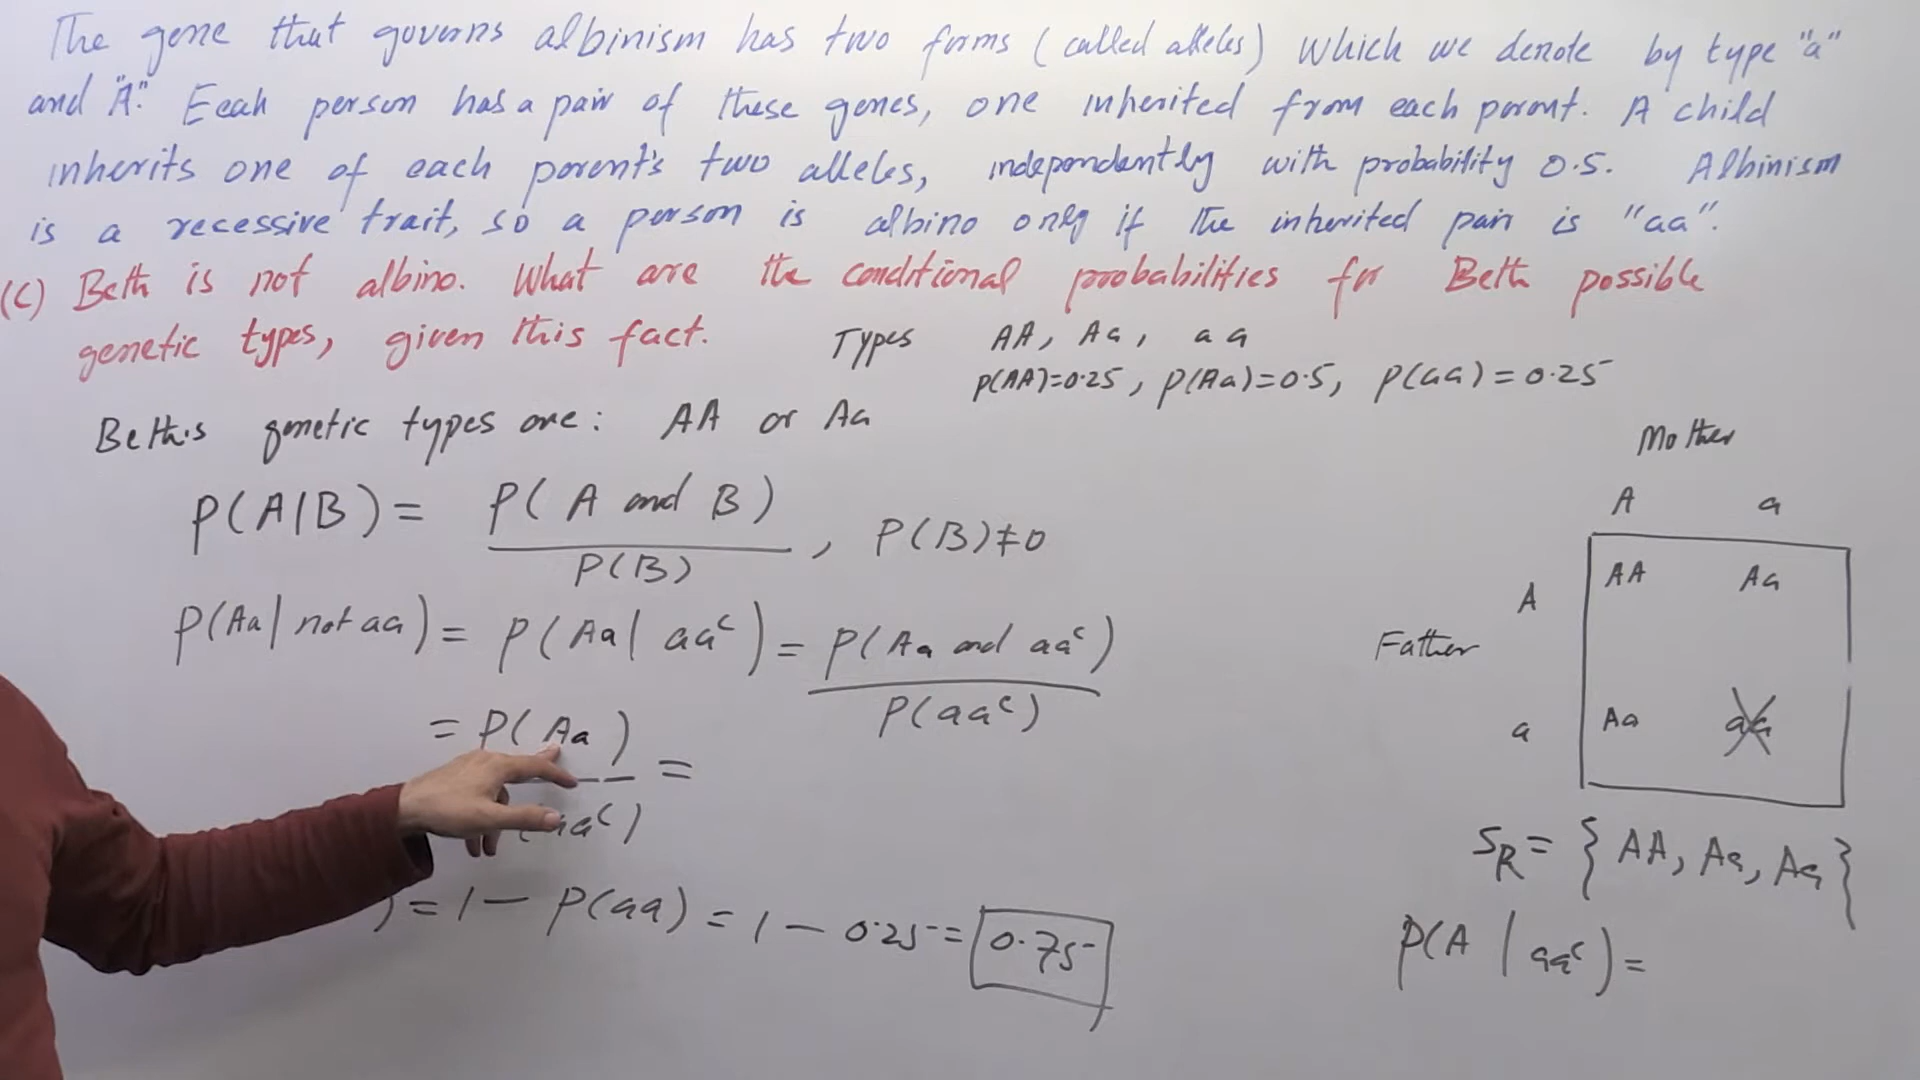 The gene that governs albinism has two forms (called alleles) which we denote by type "a"
and "A." Eeah person has a pair of these genes, one inherited from each parent. A child
inherits one of each parent's two alleles, independently with probability 0.5. Albinism
is a recessive trait, so a person is albino only if the inherited pair is "aa".
(C) Beth is not albino. What are the conditional probabilities for Beth possible
genetic types, given this fact.
Types AA, Aa, aa
P(AA)=0.25, P(Aa)=0.5, P(aa)=0.25
Beth's genetic types are: AA or Aa
P(A|B) = P(A and B) / P(B), P(B)≠0
P(Aa| not aa) = P(Aa| aaᶜ) = P(Aa and aaᶜ) / P(aaᶜ)
= P(Aa) / (aaᶜ) =
) = 1 - P(aa) = 1 - 0.25 = 0.75
Mother
A a
A AA Aa
Father
a Aa aa
S_R = { AA, Aa, Aa }
P(A | aaᶜ) =